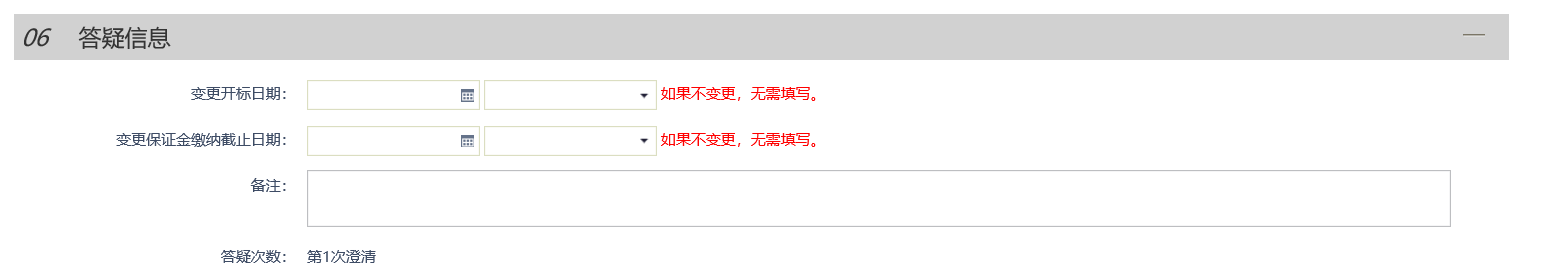 06 答疑信息
变更开标日期： 如果不变更，无需填写。
变更保证金缴纳截止日期： 如果不变更，无需填写。
备注：
答疑次数： 第1次澄清